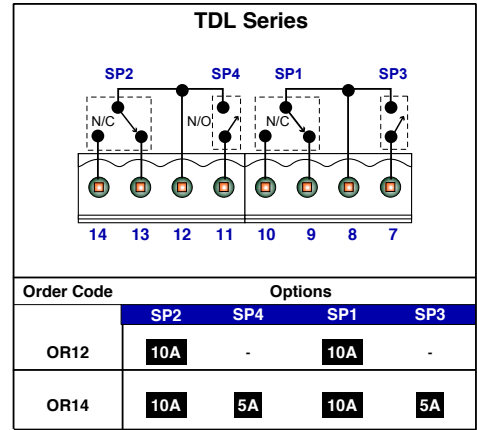 TDL Series
SP2 SP4 SP1 SP3
N/C N/O N/C
14 13 12 11 10 9 8 7
Order Code Options
SP2 SP4 SP1 SP3
OR12 10A - 10A -
OR14 10A 5A 10A 5A